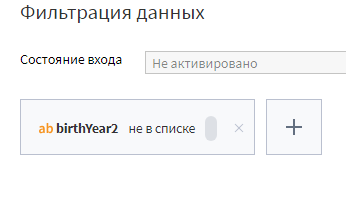 Фильтрация данных
Состояние входа Не активировано
ab birthYear2 не в списке × +